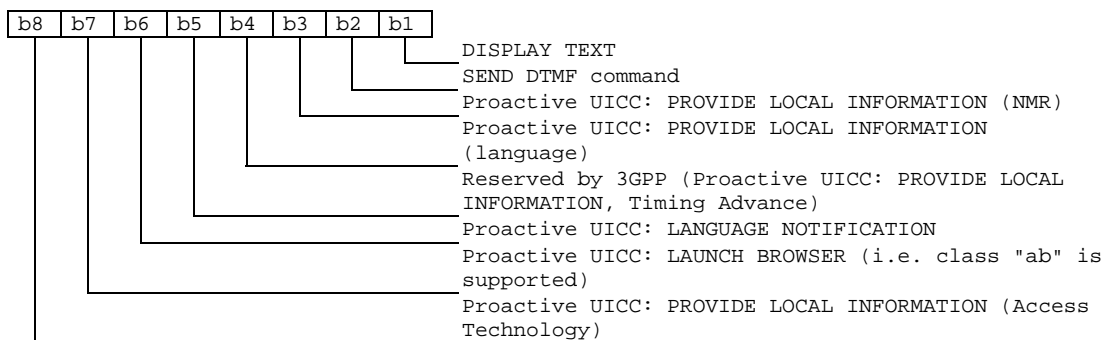 b8 b7 b6 b5 b4 b3 b2 b1
DISPLAY TEXT
SEND DTMF command
Proactive UICC: PROVIDE LOCAL INFORMATION (NMR)
Proactive UICC: PROVIDE LOCAL INFORMATION
(language)
Reserved by 3GPP (Proactive UICC: PROVIDE LOCAL
INFORMATION, Timing Advance)
Proactive UICC: LANGUAGE NOTIFICATION
Proactive UICC: LAUNCH BROWSER (i.e. class "ab" is
supported)
Proactive UICC: PROVIDE LOCAL INFORMATION (Access
Technology)